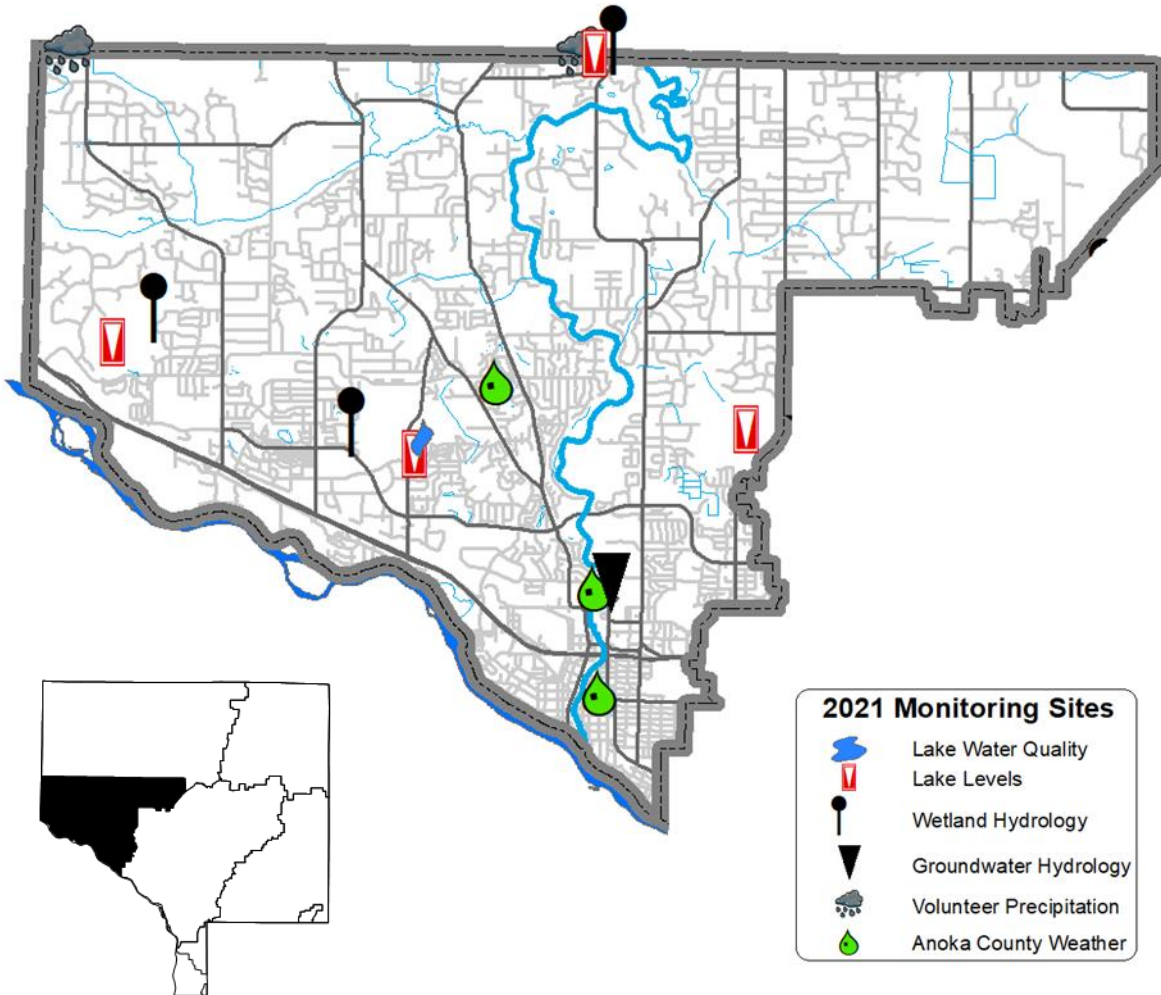 2021 Monitoring Sites
Lake Water Quality
Lake Levels
Wetland Hydrology
Groundwater Hydrology
Volunteer Precipitation
Anoka County Weather